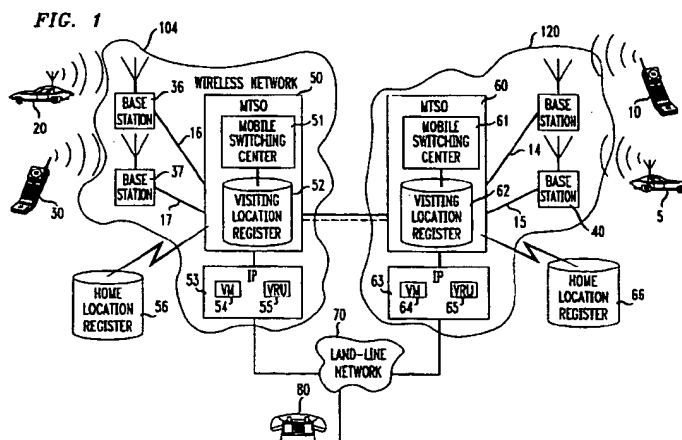 FIG. 1
104
120
WIRELESS NETWORK
50
60
36
MTSO
MTSO
20
BASE
STATION
51
61
BASE
STATION
10
16
MOBILE
SWITCHING
CENTER
MOBILE
SWITCHING
CENTER
14
37
BASE
STATION
52
62
BASE
STATION
30
17
VISITING
LOCATION
REGISTER
VISITING
LOCATION
REGISTER
15
40
5
HOME
LOCATION
REGISTER
56
53
IP
VM
54
VRU
55
63
IP
VM
64
VRU
65
HOME
LOCATION
REGISTER
66
70
LAND-LINE
NETWORK
80